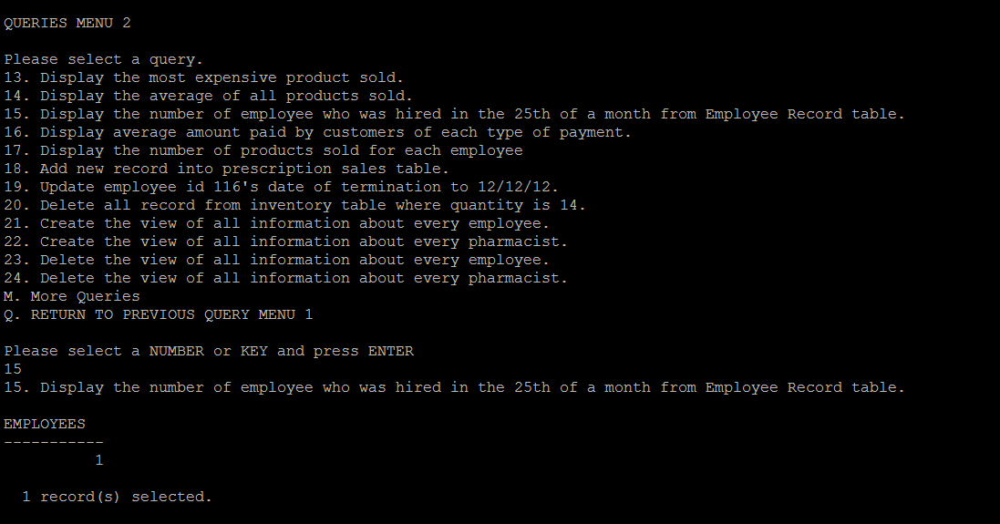 QUERIES MENU 2
Please select a query.
13. Display the most expensive product sold.
14. Display the average of all products sold.
15. Display the number of employee who was hired in the 25th of a month from Employee Record table.
16. Display average amount paid by customers of each type of payment.
17. Display the number of products sold for each employee
18. Add new record into prescription sales table.
19. Update employee id 116's date of termination to 12/12/12.
20. Delete all record from inventory table where quantity is 14.
21. Create the view of all information about every employee.
22. Create the view of all information about every pharmacist.
23. Delete the view of all information about every employee.
24. Delete the view of all information about every pharmacist.
M. More Queries
Q. RETURN TO PREVIOUS QUERY MENU 1
Please select a NUMBER or KEY and press ENTER
15
15. Display the number of employee who was hired in the 25th of a month from Employee Record table.
EMPLOYEES
-----------
1
1 record(s) selected.